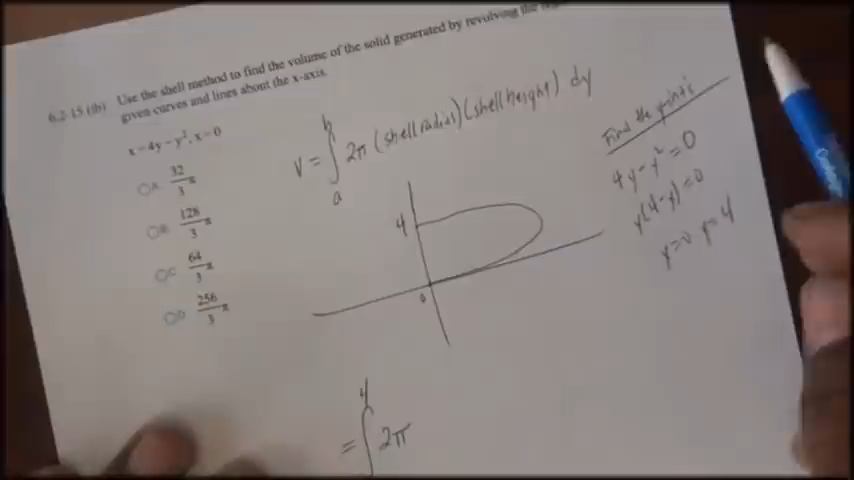 6.2-15 (ib) Use the shell method to find the volume of the solid generated by revolving the
given curves and lines about the x-axis.
x = 4y - y², x = 0
A. 32/3 π
B. 128/3 π
C. 64/3 π
D. 256/3 π
V = ∫_a^b 2π (shell radius)(shell height) dy
4
0
Find the
4y - y² = 0
y(4-y) = 0
y=0 y=4
= ∫^4 2π